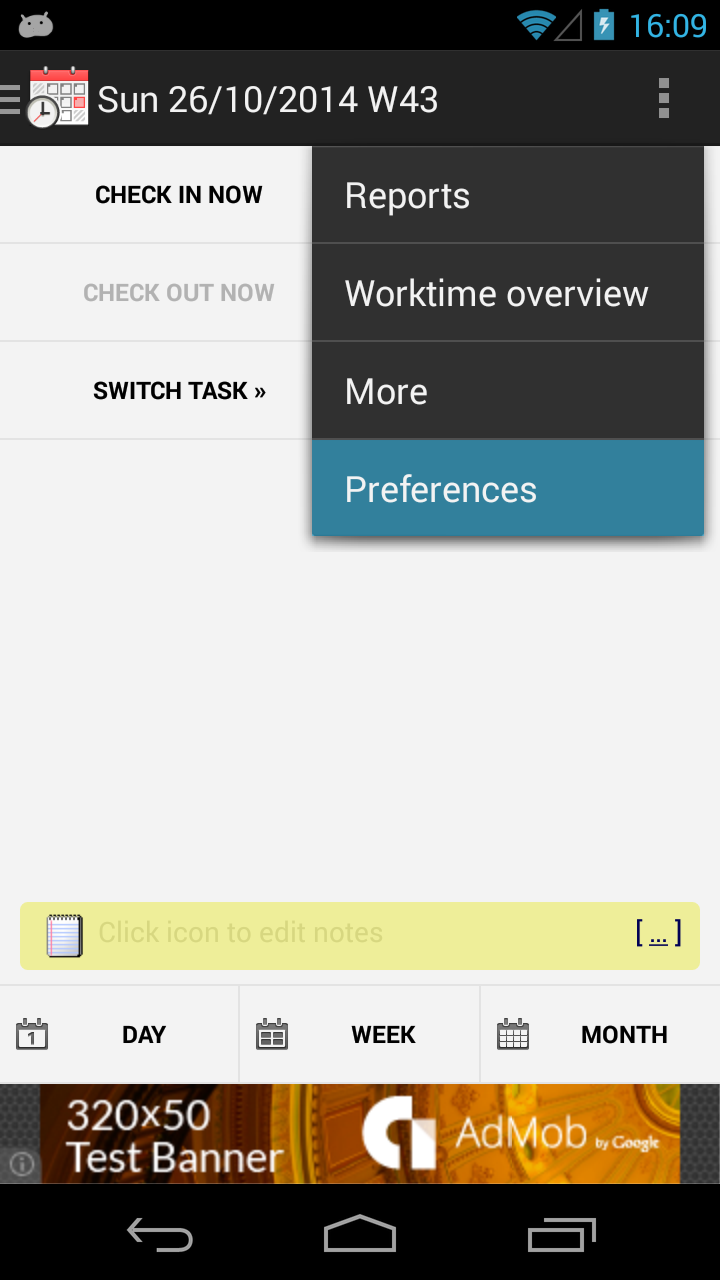 16:09
Sun 26/10/2014 W43
CHECK IN NOW
Reports
CHECK OUT NOW
Worktime overview
SWITCH TASK »
More
Preferences
Click icon to edit notes
[ ... ]
1
DAY
WEEK
MONTH
320x50
Test Banner
AdMob by Google